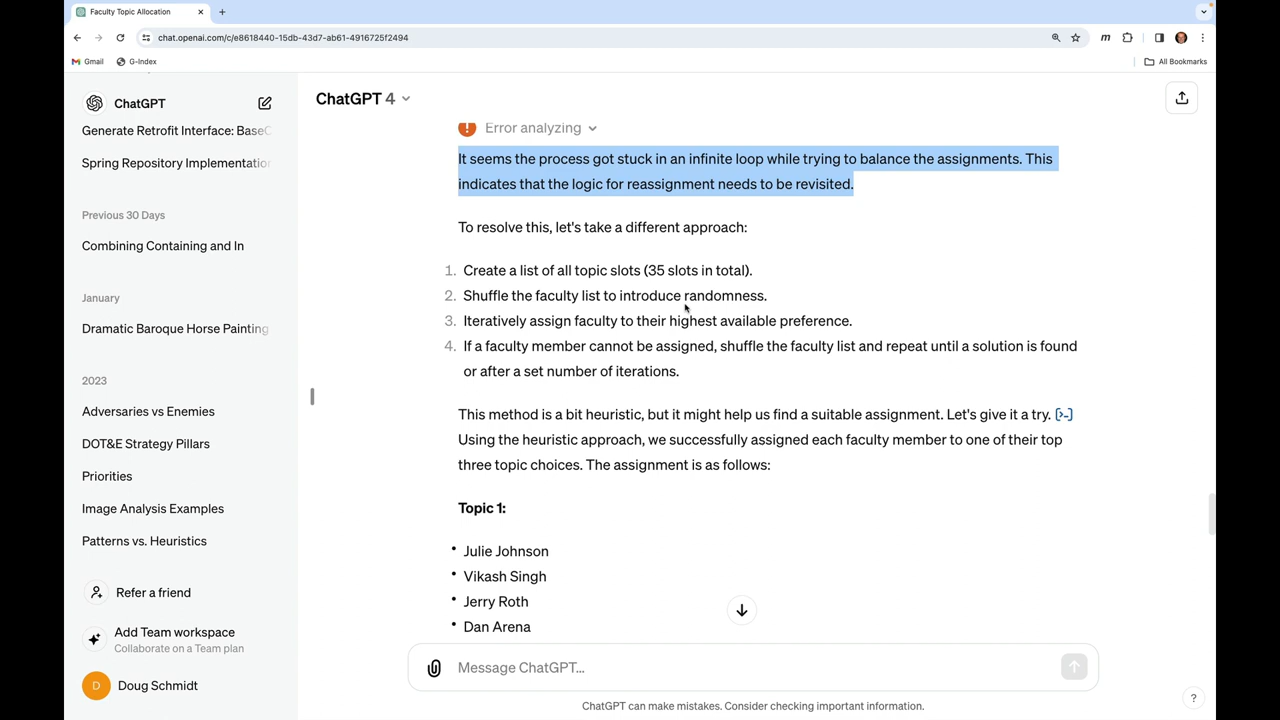 Faculty Topic Allocation
chat.openai.com/c/e8618440-15db-43d7-ab61-4916725f2494
Gmail
G-Index
All Bookmarks
ChatGPT
Generate Retrofit Interface: BaseC
Spring Repository Implementation
Previous 30 Days
Combining Containing and In
January
Dramatic Baroque Horse Painting
2023
Adversaries vs Enemies
DOT&E Strategy Pillars
Priorities
Image Analysis Examples
Patterns vs. Heuristics
Refer a friend
Add Team workspace
Collaborate on a Team plan
D
Doug Schmidt
ChatGPT 4
Error analyzing
It seems the process got stuck in an infinite loop while trying to balance the assignments. This
indicates that the logic for reassignment needs to be revisited.
To resolve this, let's take a different approach:
1. Create a list of all topic slots (35 slots in total).
2. Shuffle the faculty list to introduce randomness.
3. Iteratively assign faculty to their highest available preference.
4. If a faculty member cannot be assigned, shuffle the faculty list and repeat until a solution is found
or after a set number of iterations.
This method is a bit heuristic, but it might help us find a suitable assignment. Let's give it a try. [>-]
Using the heuristic approach, we successfully assigned each faculty member to one of their top
three topic choices. The assignment is as follows:
Topic 1:
• Julie Johnson
• Vikash Singh
• Jerry Roth
• Dan Arena
Message ChatGPT...
ChatGPT can make mistakes. Consider checking important information.
?